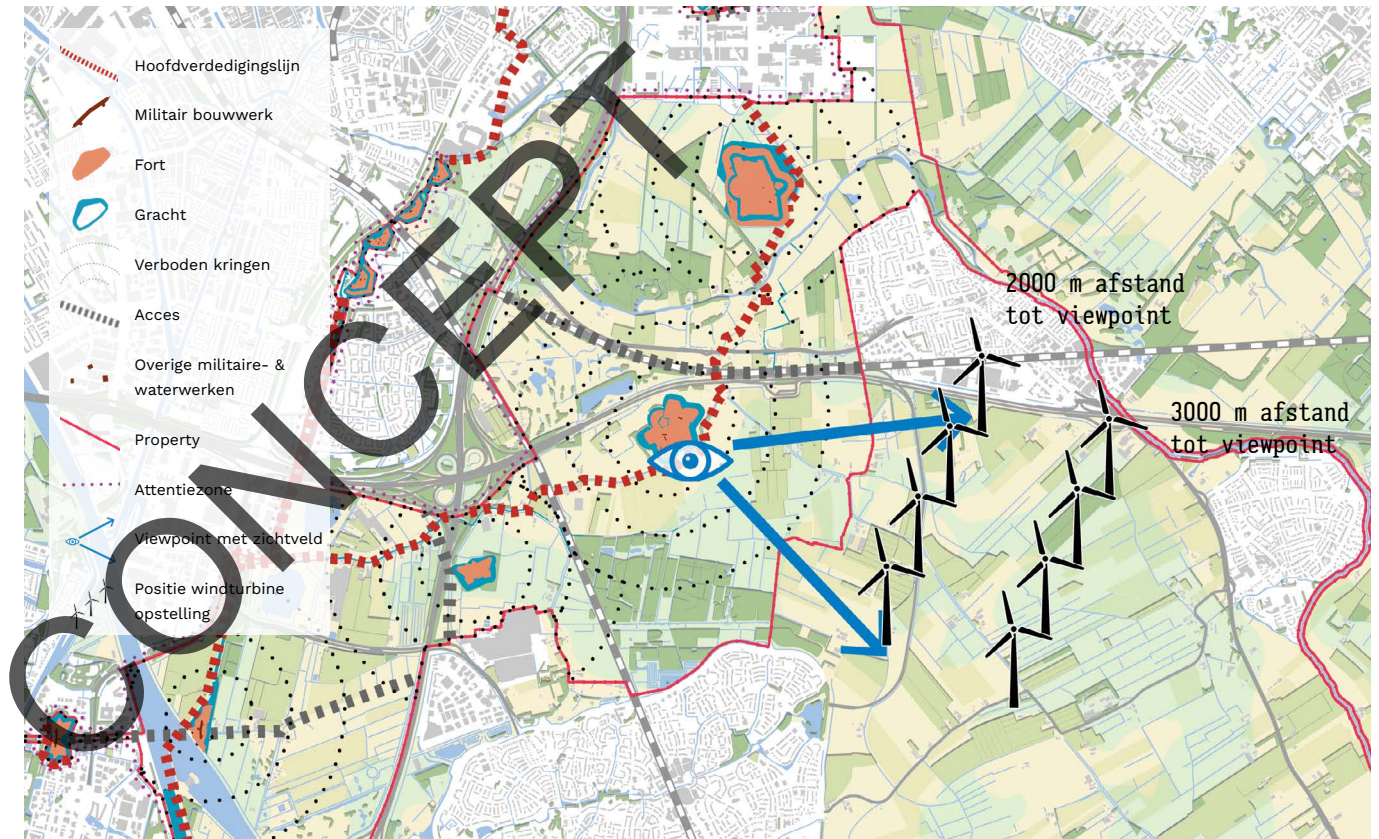 Hoofdverdedigingslijn
Militair bouwwerk
Fort
Gracht
Verboden kringen
Acces
Overige militaire- &
waterwerken
Property
Attentiezone
Viewpoint met zichtveld
Positie windturbine
opstelling
CONCEPT
2000 m afstand
tot viewpoint
3000 m afstand
tot viewpoint